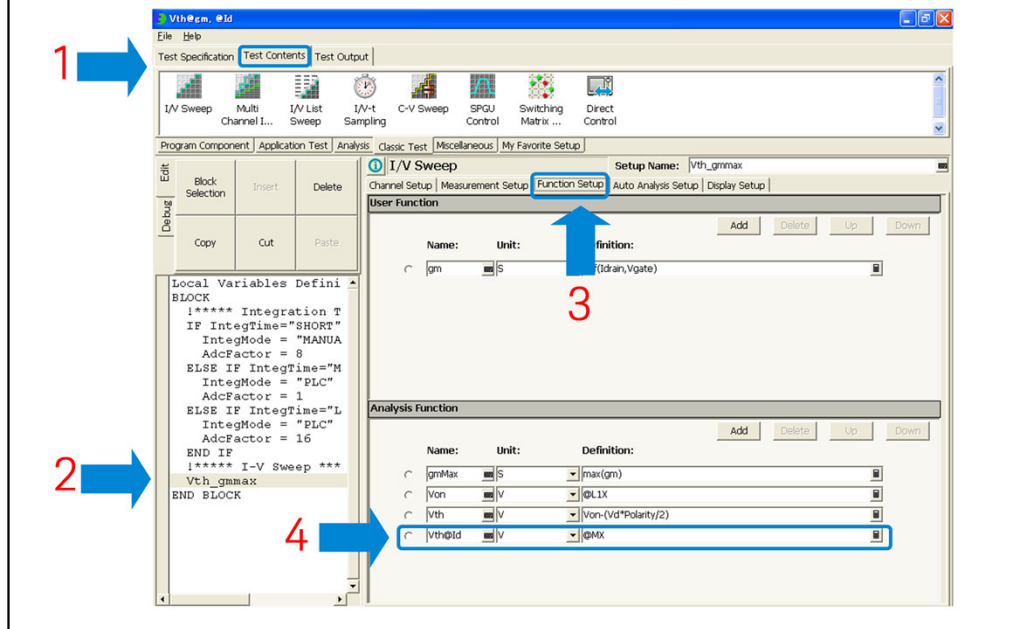 Vth@gm, @Id
File Help
1
Test Specification Test Contents Test Output
I/V Sweep Multi Channel I... I/V List Sweep I/V-t Sampling C-V Sweep SPGU Control Switching Matrix ... Direct Control
Program Component Application Test Analysis Classic Test Miscellaneous My Favorite Setup
I/V Sweep Setup Name: Vth_gmmax
Edit
Debug
Block Selection Insert Delete
Copy Cut Paste
Channel Setup Measurement Setup Function Setup Auto Analysis Setup Display Setup
User Function
Add Delete Up Down
Name: Unit: finition:
gm S f(Idrain,Vgate)
3
Local Variables Defini
BLOCK
!***** Integration T
IF IntegTime="SHORT"
IntegMode = "MANUA
AdcFactor = 8
ELSE IF IntegTime="M
IntegMode = "PLC"
AdcFactor = 1
ELSE IF IntegTime="L
IntegMode = "PLC"
AdcFactor = 16
END IF
!***** I-V Swee ***
2
Vth_gmmax
END BLOCK
Analysis Function
Add Delete Up Down
Name: Unit: Definition:
gmMax S max(gm)
Von V @L1X
Vth V Von-(Vd*Polarity/2)
4
Vth@Id V @MX